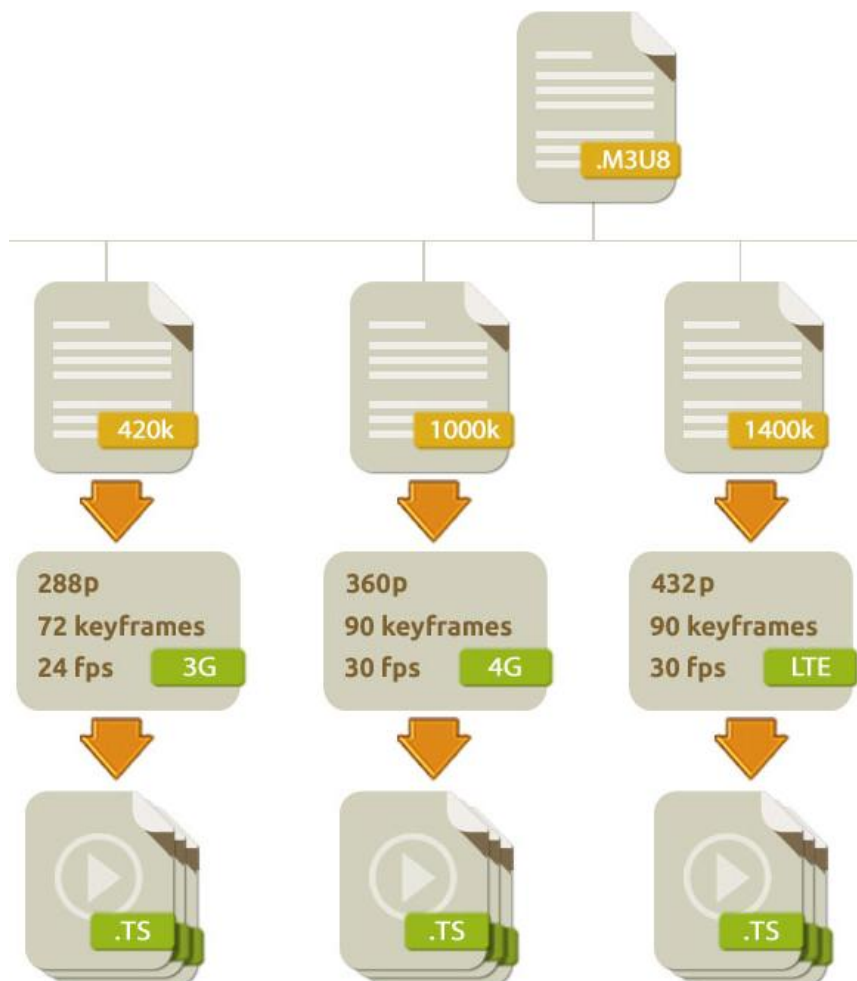 .M3U8
420k
1000k
1400k
288p
72 keyframes
24 fps
3G
360p
90 keyframes
30 fps
4G
432p
90 keyframes
30 fps
LTE
.TS
.TS
.TS